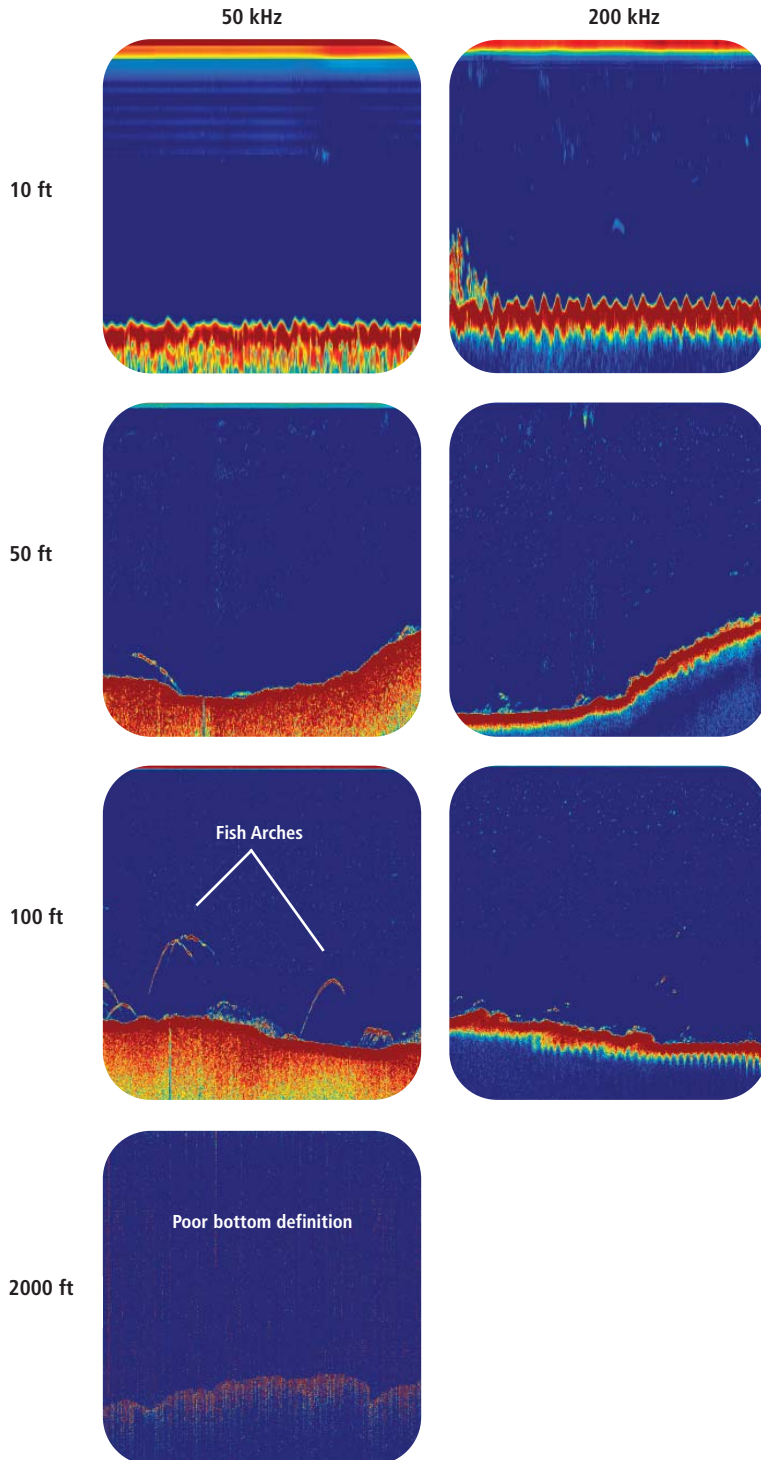 50 kHz
200 kHz
10 ft
50 ft
Fish Arches
100 ft
Poor bottom definition
2000 ft